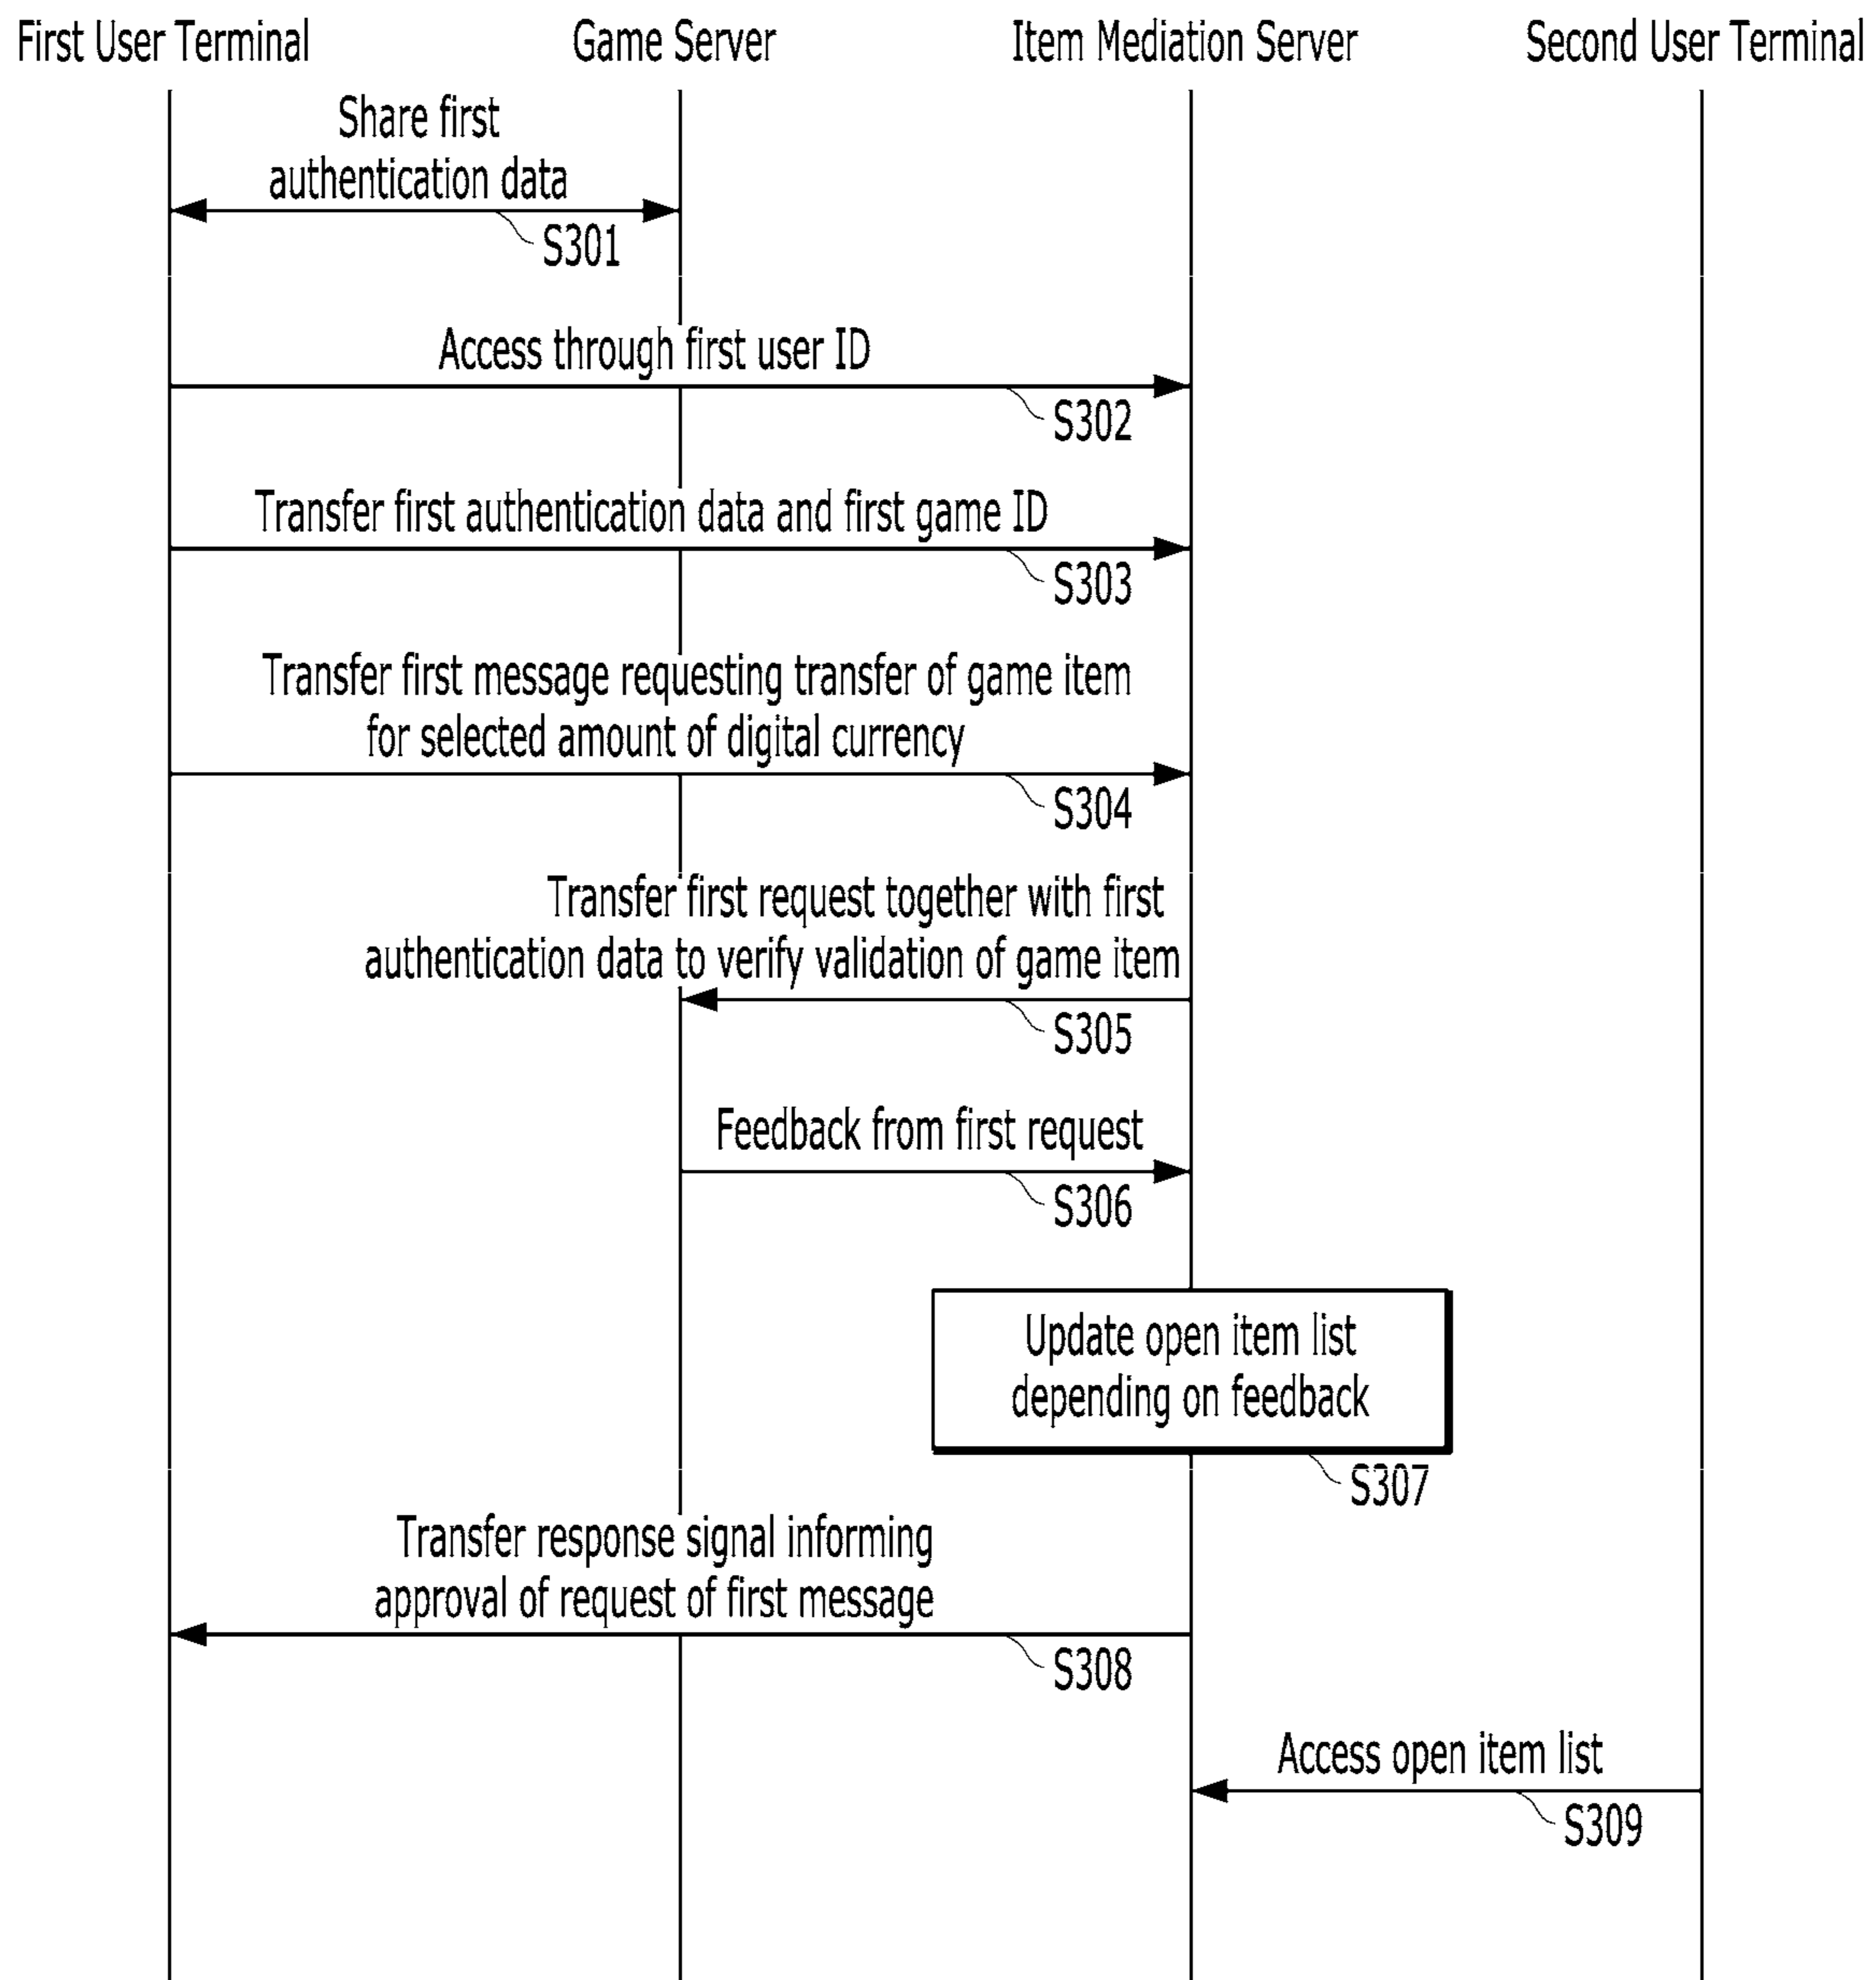 First User Terminal
Game Server
Item Mediation Server
Second User Terminal
Share first
authentication data
S301
Access through first user ID
S302
Transfer first authentication data and first game ID
S303
Transfer first message requesting transfer of game item
for selected amount of digital currency
S304
Transfer first request together with first
authentication data to verify validation of game item
S305
Feedback from first request
S306
Update open item list
depending on feedback
S307
Transfer response signal informing
approval of request of first message
S308
Access open item list
S309